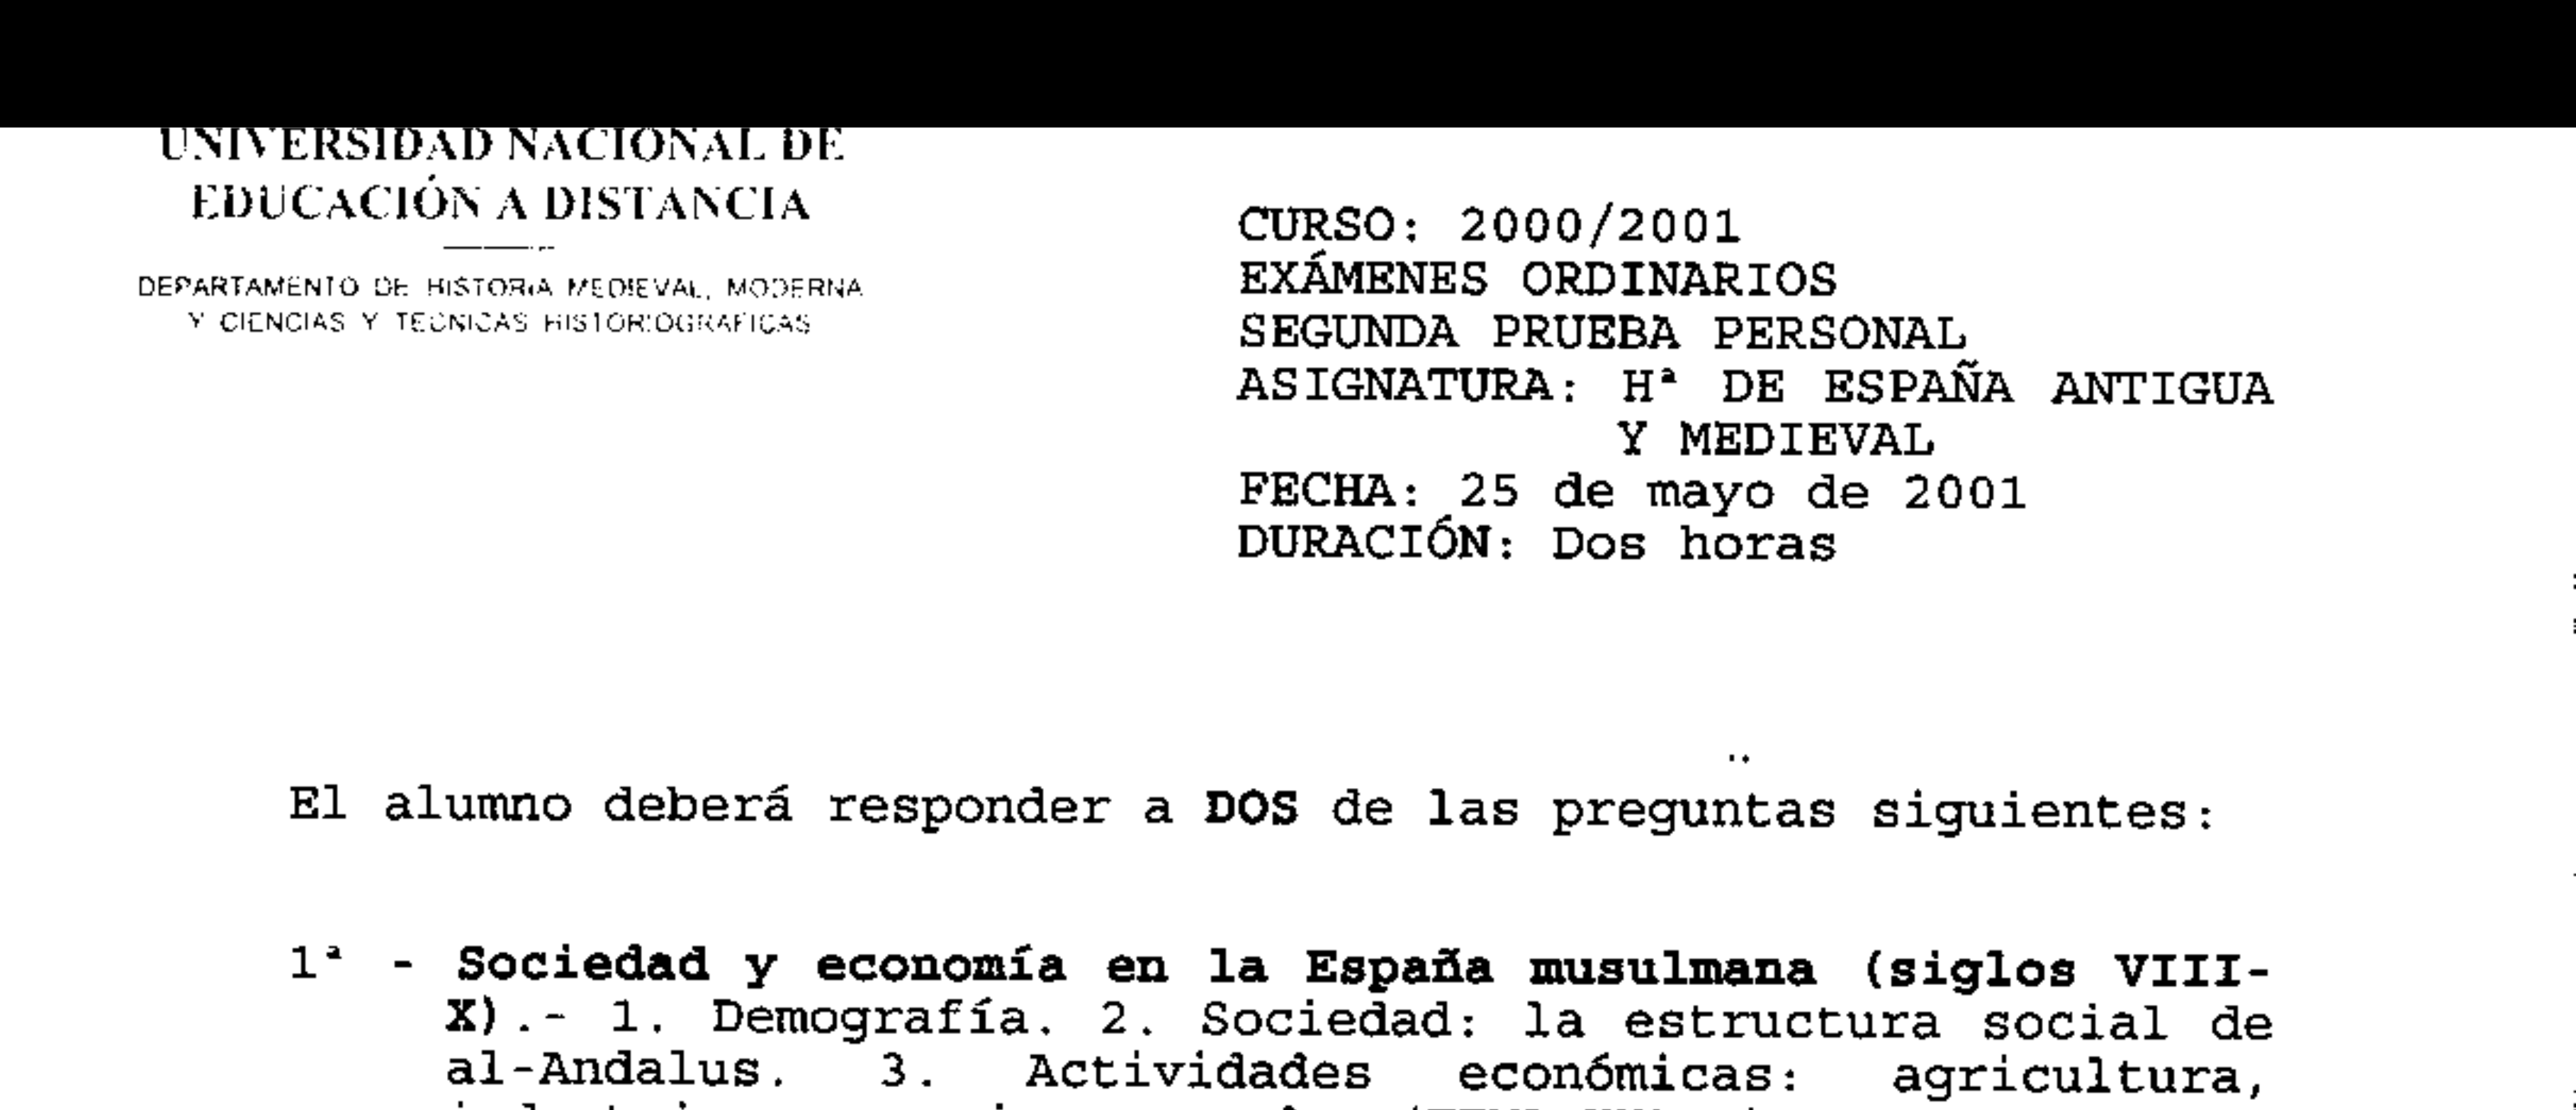 UNIVERSIDAD NACIONAL DE
EDUCACIÓN A DISTANCIA
DEPARTAMENTO DE HISTORIA MEDIEVAL, MODERNA
Y CIENCIAS Y TECNICAS HISTORIOGRAFICAS
CURSO: 2000/2001
EXÁMENES ORDINARIOS
SEGUNDA PRUEBA PERSONAL
ASIGNATURA: Hª DE ESPAÑA ANTIGUA
Y MEDIEVAL
FECHA: 25 de mayo de 2001
DURACIÓN: Dos horas
El alumno deberá responder a DOS de las preguntas siguientes:
1ª - Sociedad y economía en la España musulmana (siglos VIII-
X).- 1. Demografía. 2. Sociedad: la estructura social de
al-Andalus. 3. Actividades económicas: agricultura,